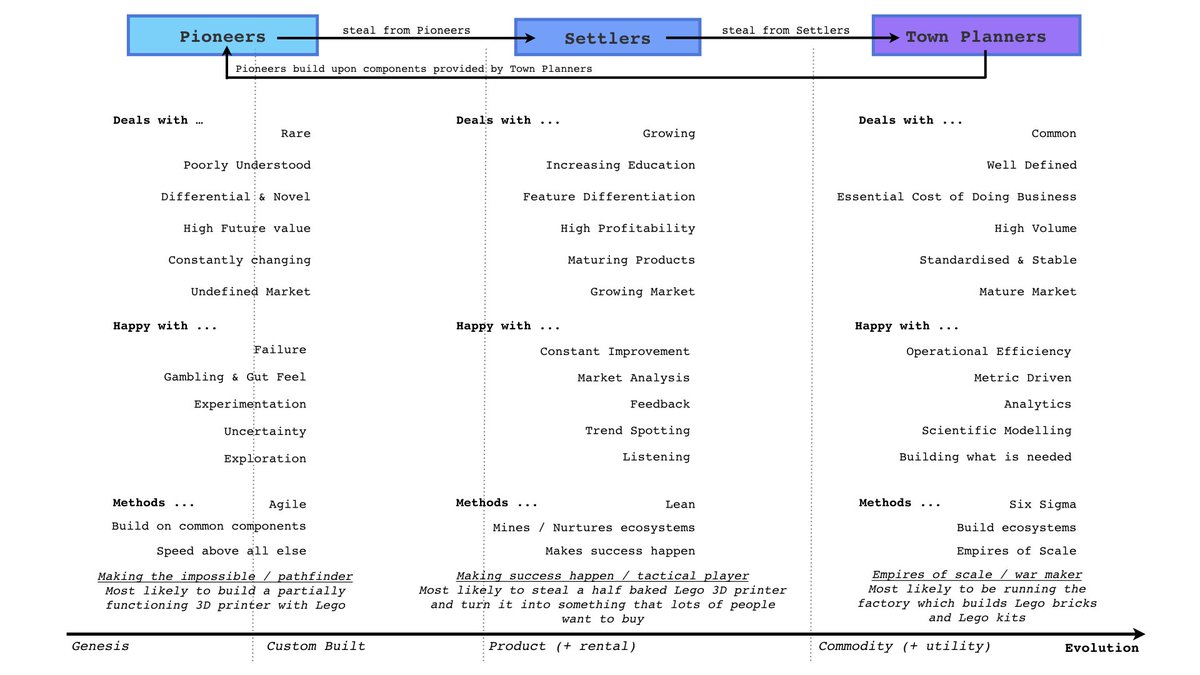 Pioneers
steal from Pioneers
Settlers
steal from Settlers
Town Planners
Pioneers build upon components provided by Town Planners
Deals with …
Rare
Poorly Understood
Differential & Novel
High Future value
Constantly changing
Undefined Market
Happy with ...
Failure
Gambling & Gut Feel
Experimentation
Uncertainty
Exploration
Methods ...
Agile
Build on common components
Speed above all else
Making the impossible / pathfinder
Most likely to build a partially
functioning 3D printer with Lego
Deals with ...
Growing
Increasing Education
Feature Differentiation
High Profitability
Maturing Products
Growing Market
Happy with ...
Constant Improvement
Market Analysis
Feedback
Trend Spotting
Listening
Methods ...
Lean
Mines / Nurtures ecosystems
Makes success happen
Making success happen / tactical player
Most likely to steal a half baked Lego 3D printer
and turn it into something that lots of people
want to buy
Deals with ...
Common
Well Defined
Essential Cost of Doing Business
High Volume
Standardised & Stable
Mature Market
Happy with ...
Operational Efficiency
Metric Driven
Analytics
Scientific Modelling
Building what is needed
Methods ...
Six Sigma
Build ecosystems
Empires of Scale
Empires of scale / war maker
Most likely to be running the
factory which builds Lego bricks
and Lego kits
Genesis
Custom Built
Product (+ rental)
Commodity (+ utility)
Evolution